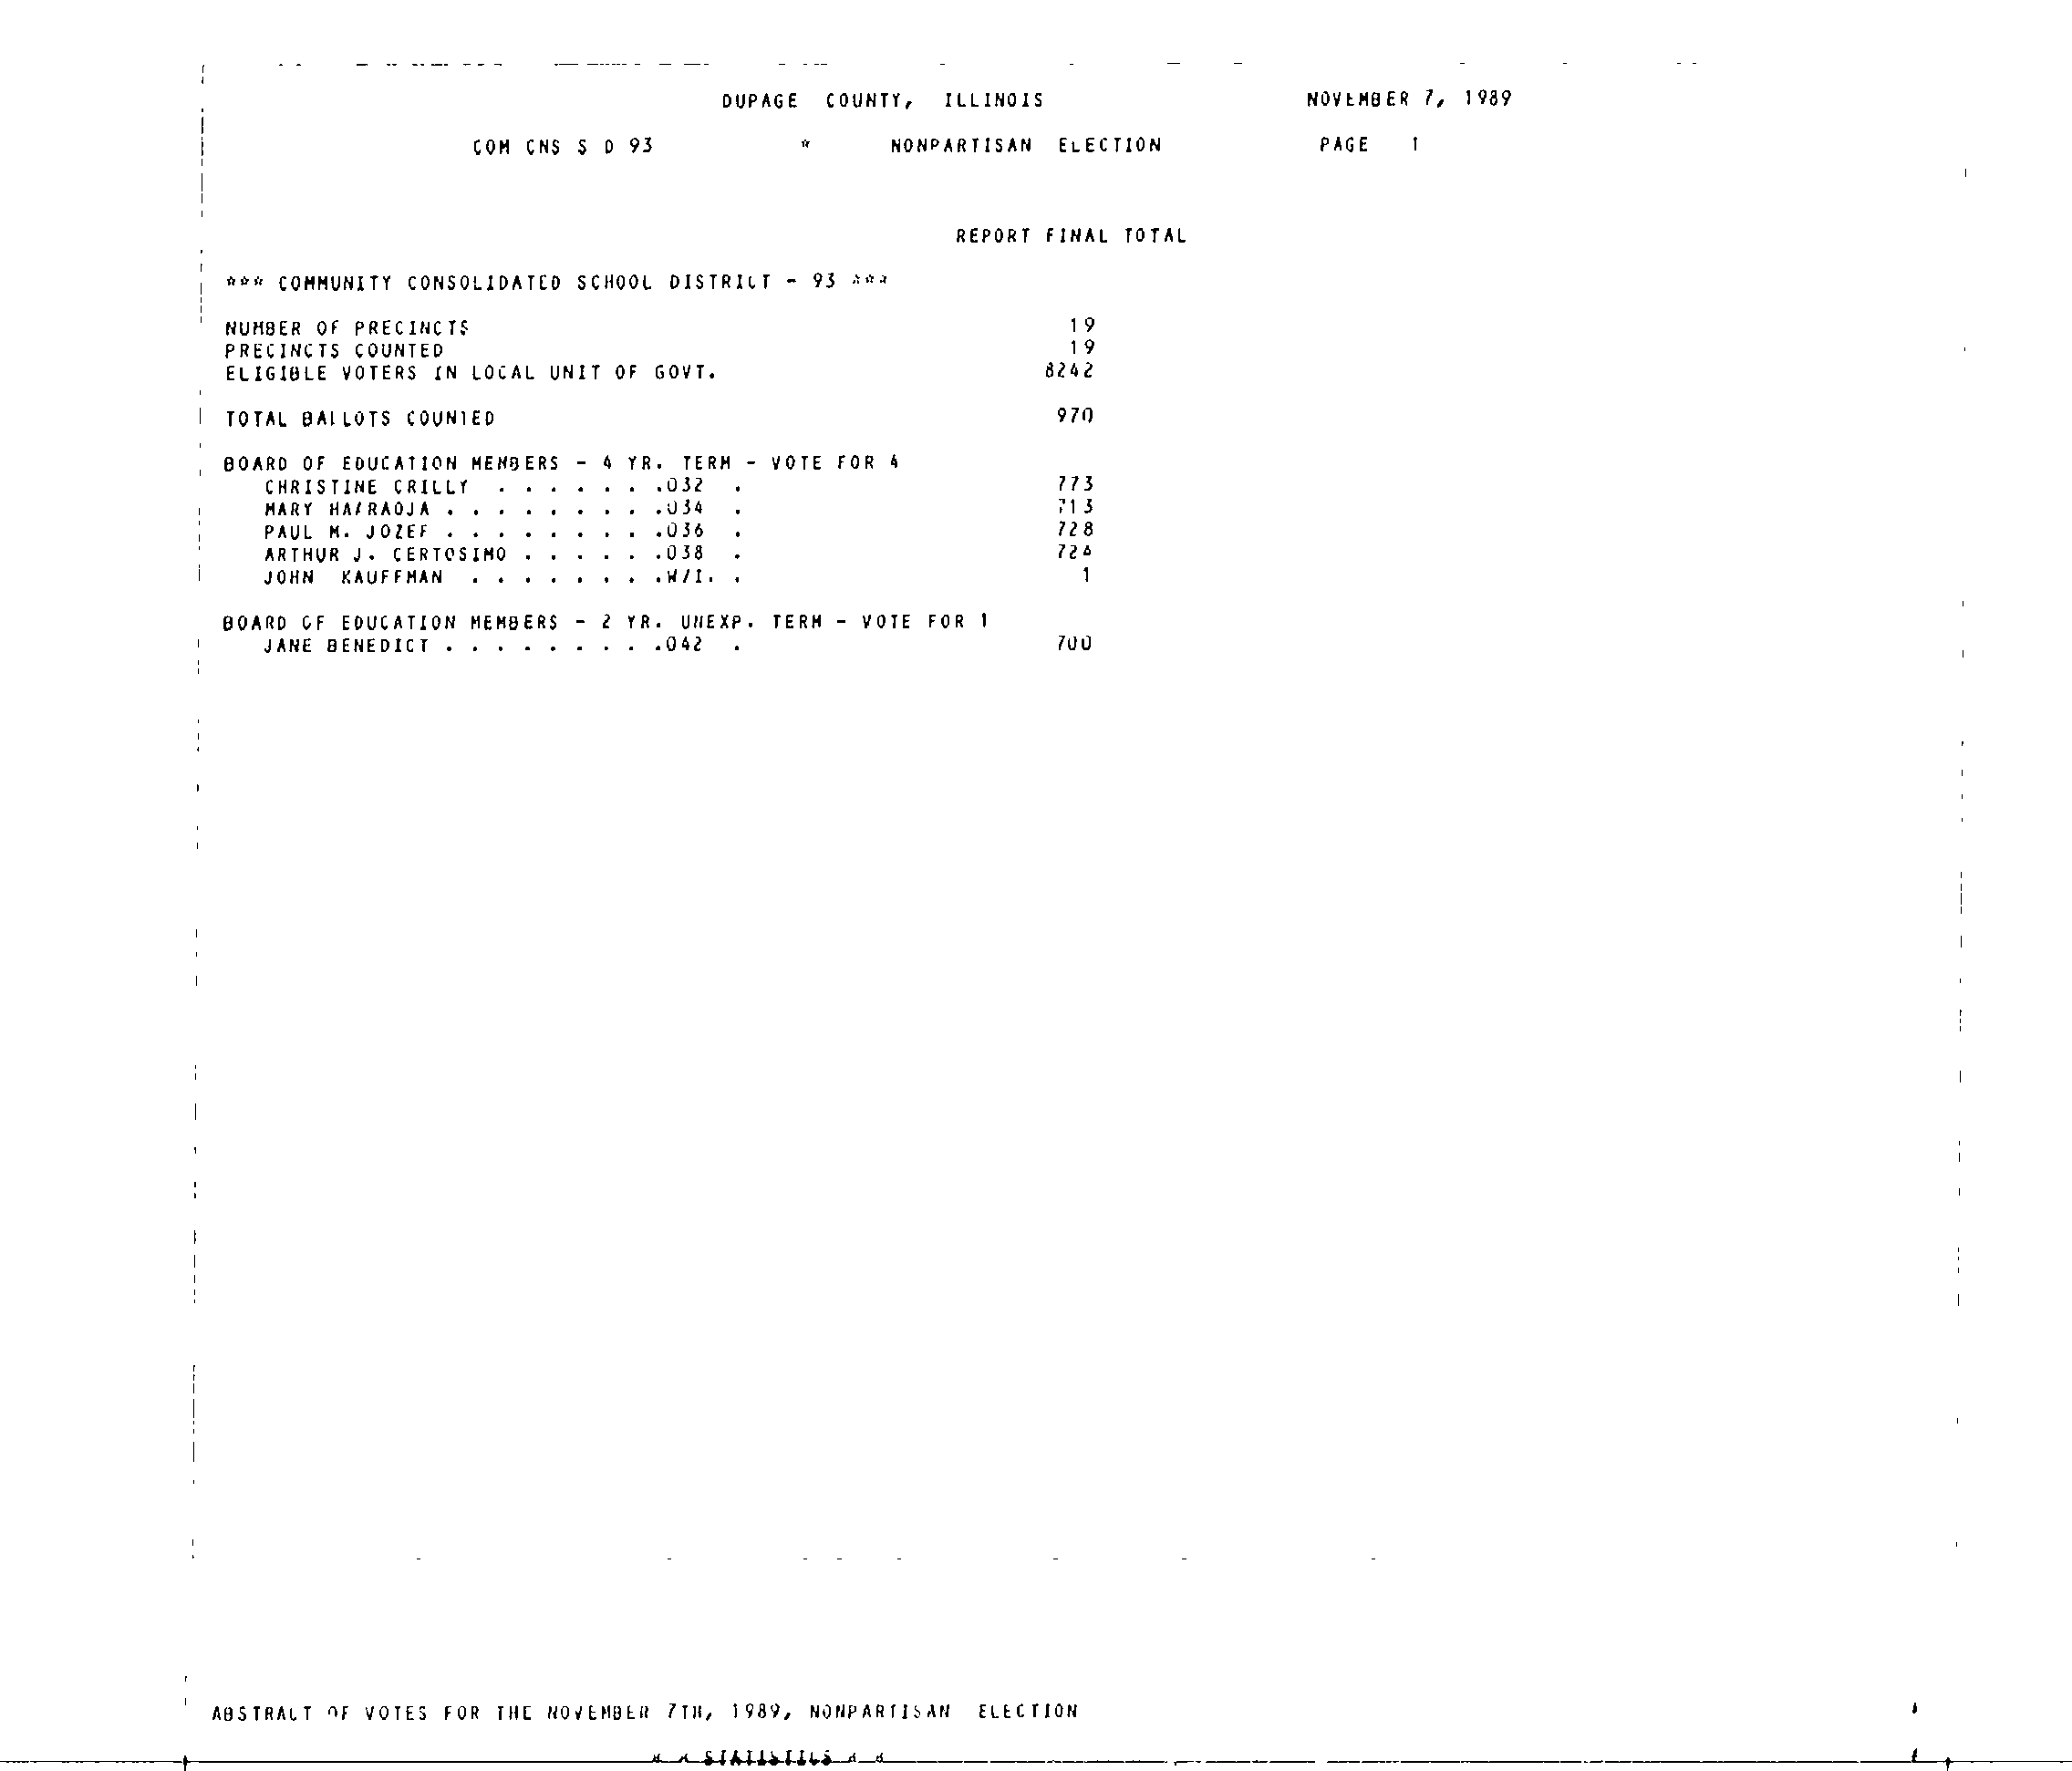 DUPAGE COUNTY, ILLINOIS NOVEMBER 7, 1989
COM CNS S D 93 * NONPARTISAN ELECTION PAGE 1
REPORT FINAL TOTAL
*** COMMUNITY CONSOLIDATED SCHOOL DISTRICT - 93 ***
NUMBER OF PRECINCTS 19
PRECINCTS COUNTED 19
ELIGIBLE VOTERS IN LOCAL UNIT OF GOVT. 8242
TOTAL BALLOTS COUNTED 970
BOARD OF EDUCATION MEMBERS - 4 YR. TERM - VOTE FOR 4
CHRISTINE CRILLY . . . . . . .032 . 773
MARY . . . . . . . . .034 . 713
PAUL M. JOZEF . . . . . . . . .036 . 728
ARTHUR J. CERTOSIMO . . . . . .038 . 724
JOHN KAUFFMAN . . . . . . . .W/I. . 1
BOARD OF EDUCATION MEMBERS - 2 YR. UNEXP. TERM - VOTE FOR 1
JANE BENEDICT . . . . . . . . .042 . 700
ABSTRACT OF VOTES FOR THE NOVEMBER 7TH, 1989, NONPARTISAN ELECTION
* * STATISTICS * *